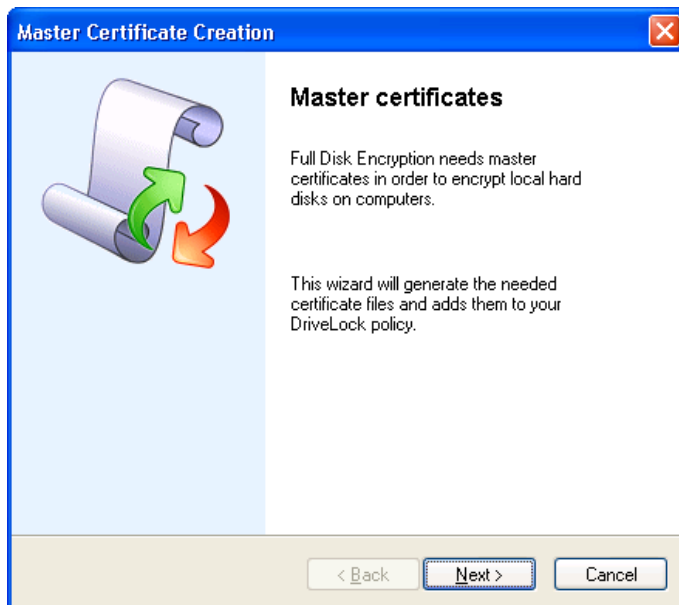 Master Certificate Creation
Master certificates
Full Disk Encryption needs master
certificates in order to encrypt local hard
disks on computers.
This wizard will generate the needed
certificate files and adds them to your
DriveLock policy.
< Back
Next >
Cancel